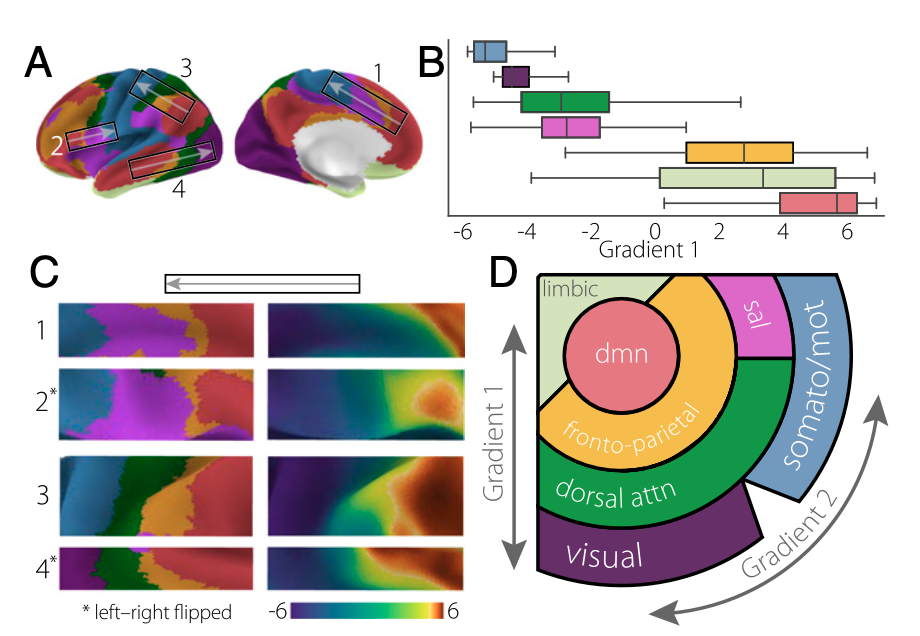 A
3
2
4
1
B
-6 -4 -2 0 2 4 6
Gradient 1
C
1
2*
3
4*
* left–right flipped
-6 6
D
limbic
dmn
sal
somato/mot
fronto-parietal
dorsal attn
visual
Gradient 1
Gradient 2